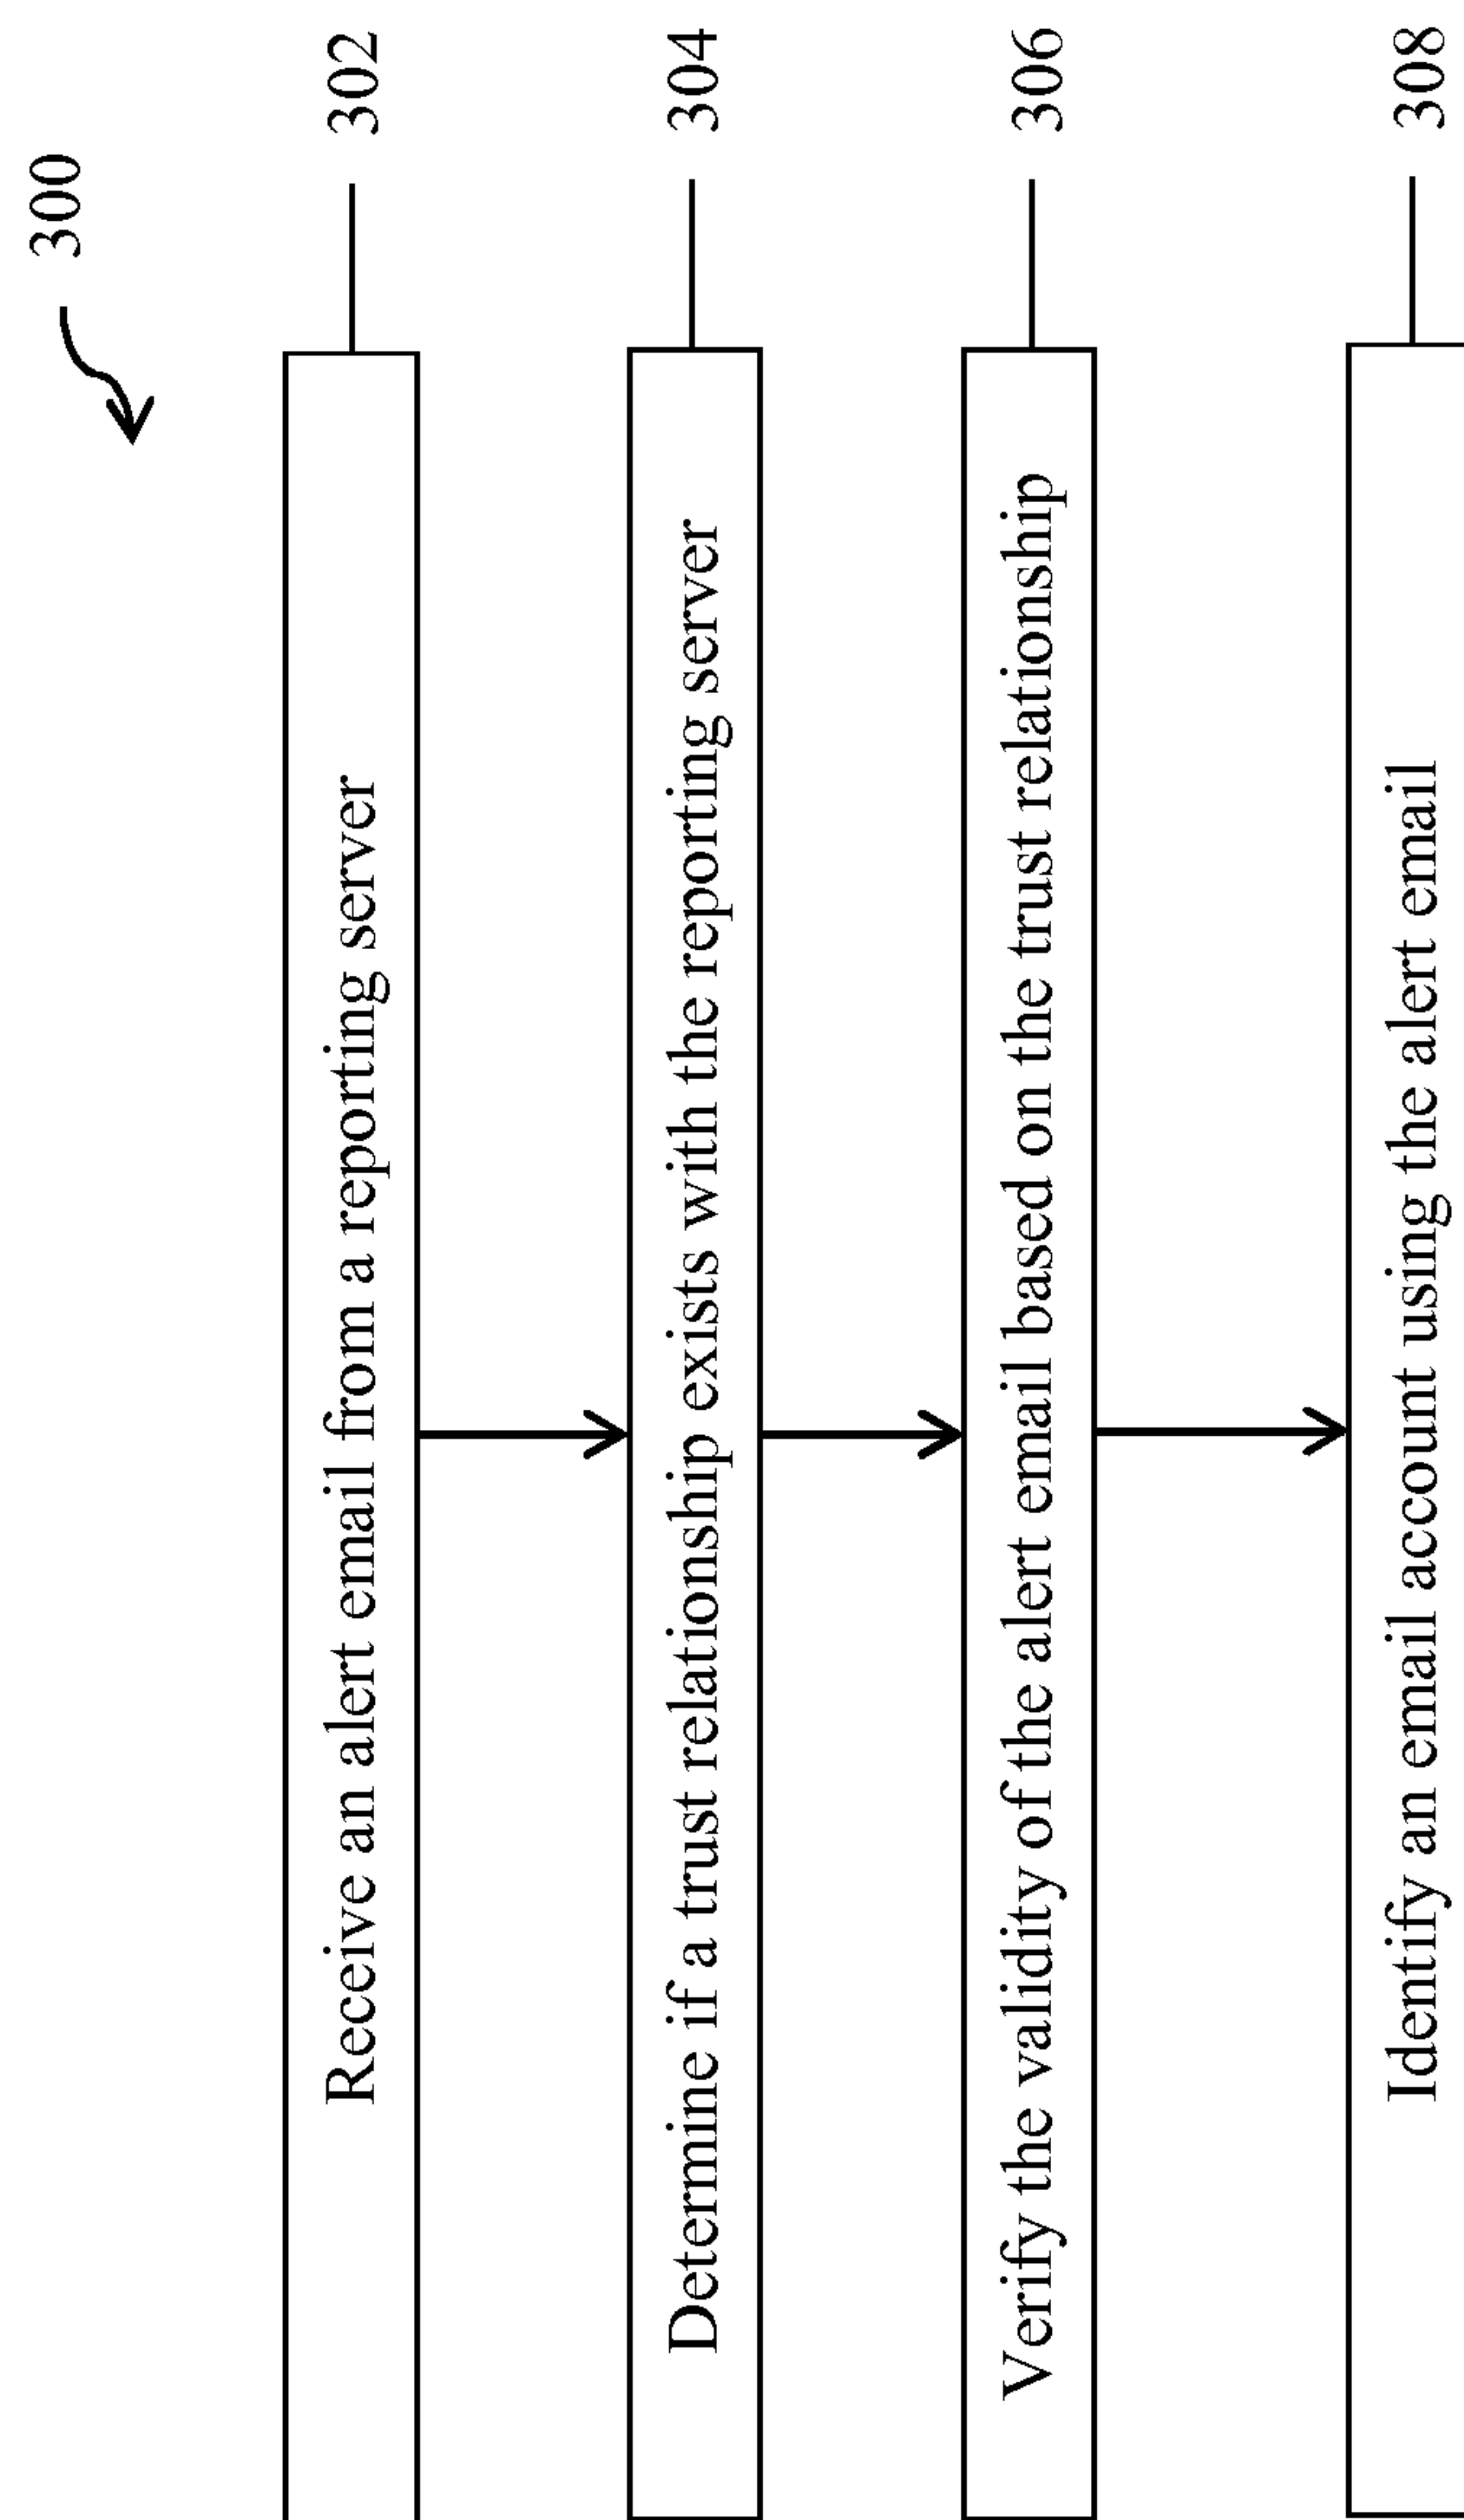 300
Receive an alert email from a reporting server
302
Determine if a trust relationship exists with the reporting server
304
Verify the validity of the alert email based on the trust relationship
306
Identify an email account using the alert email
308